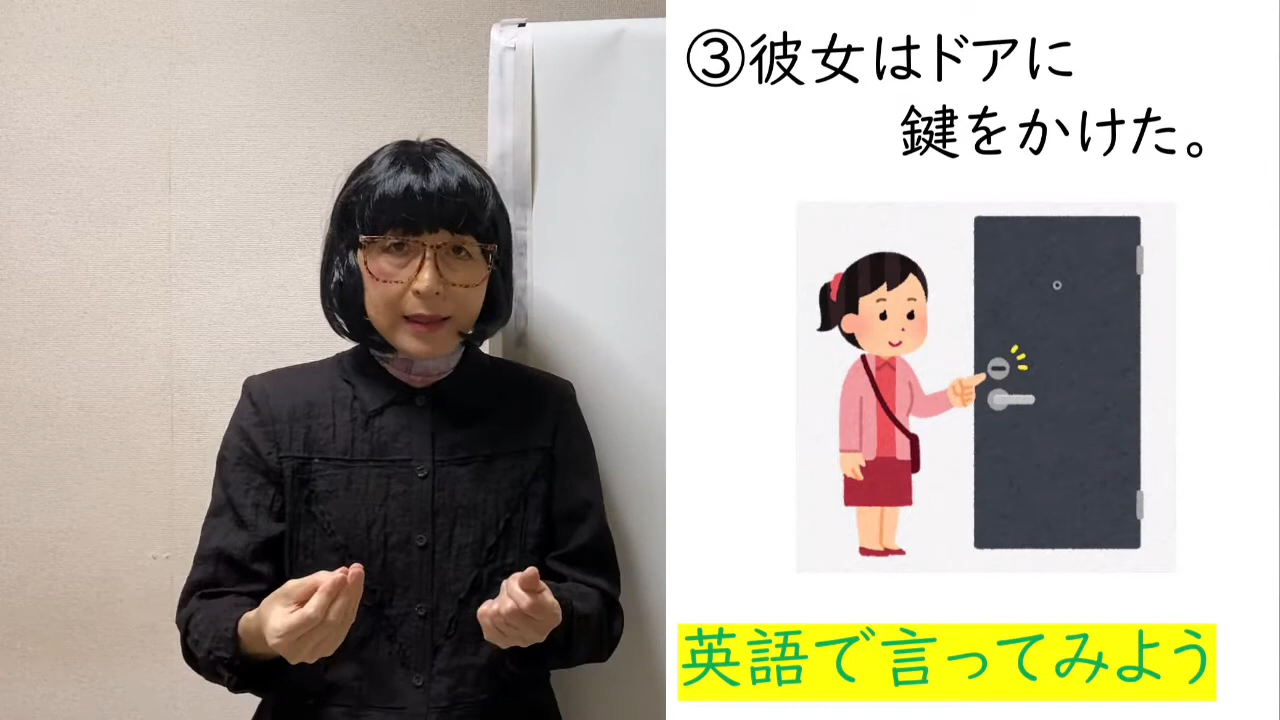 ③彼女はドアに
鍵をかけた。
英語で言ってみよう